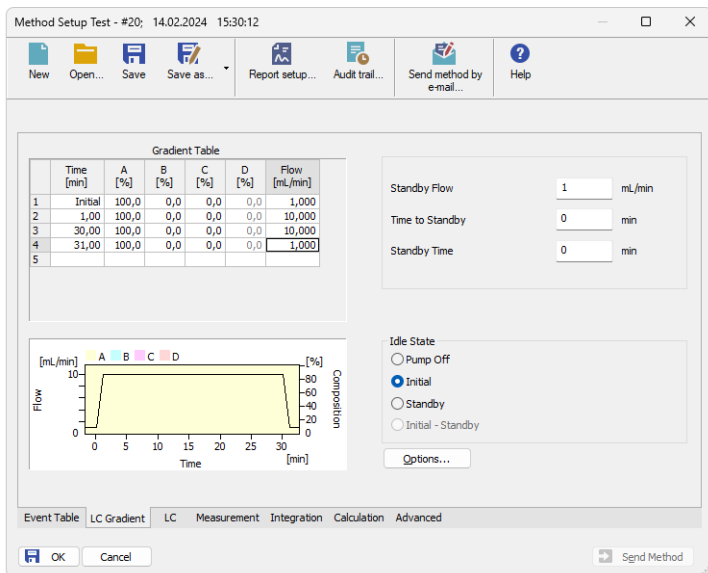 Method Setup Test - #20; 14.02.2024 15:30:12
New Open... Save Save as... Report setup... Audit trail... Send method by e-mail... Help
Gradient Table
Time [min] A [%] B [%] C [%] D [%] Flow [mL/min]
1 Initial 100,0 0,0 0,0 0,0 1,000
2 1,00 100,0 0,0 0,0 0,0 10,000
3 30,00 100,0 0,0 0,0 0,0 10,000
4 31,00 100,0 0,0 0,0 0,0 1,000
5
Standby Flow 1 mL/min
Time to Standby 0 min
Standby Time 0 min
[mL/min] A B C D [%]
10
0
Flow
80
60
40
20
0
Composition
0 5 10 15 20 25 30
Time [min]
Idle State
Pump Off
Initial
Standby
Initial - Standby
Options...
Event Table LC Gradient LC Measurement Integration Calculation Advanced
OK Cancel Send Method